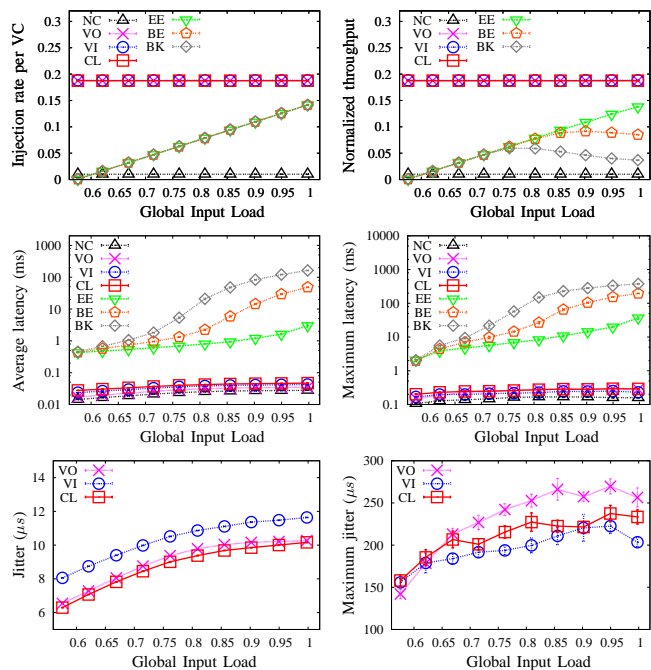 Injection rate per VC
0.3
0.25
0.2
0.15
0.1
0.05
0
NC
VO
VI
CL
EE
BE
BK
0.6 0.65 0.7 0.75 0.8 0.85 0.9 0.95 1
Global Input Load
Normalized throughput
0.3
0.25
0.2
0.15
0.1
0.05
0
NC
VO
VI
CL
EE
BE
BK
0.6 0.65 0.7 0.75 0.8 0.85 0.9 0.95 1
Global Input Load
Average latency (ms)
1000
100
10
1
0.1
0.01
NC
VO
VI
CL
EE
BE
BK
0.6 0.65 0.7 0.75 0.8 0.85 0.9 0.95 1
Global Input Load
Maximum latency (ms)
10000
1000
100
10
1
0.1
NC
VO
VI
CL
EE
BE
BK
0.6 0.65 0.7 0.75 0.8 0.85 0.9 0.95 1
Global Input Load
Jitter (μs)
14
12
10
8
6
VO
VI
CL
0.6 0.65 0.7 0.75 0.8 0.85 0.9 0.95 1
Global Input Load
Maximum jitter (μs)
300
250
200
150
100
VO
VI
CL
0.6 0.65 0.7 0.75 0.8 0.85 0.9 0.95 1
Global Input Load